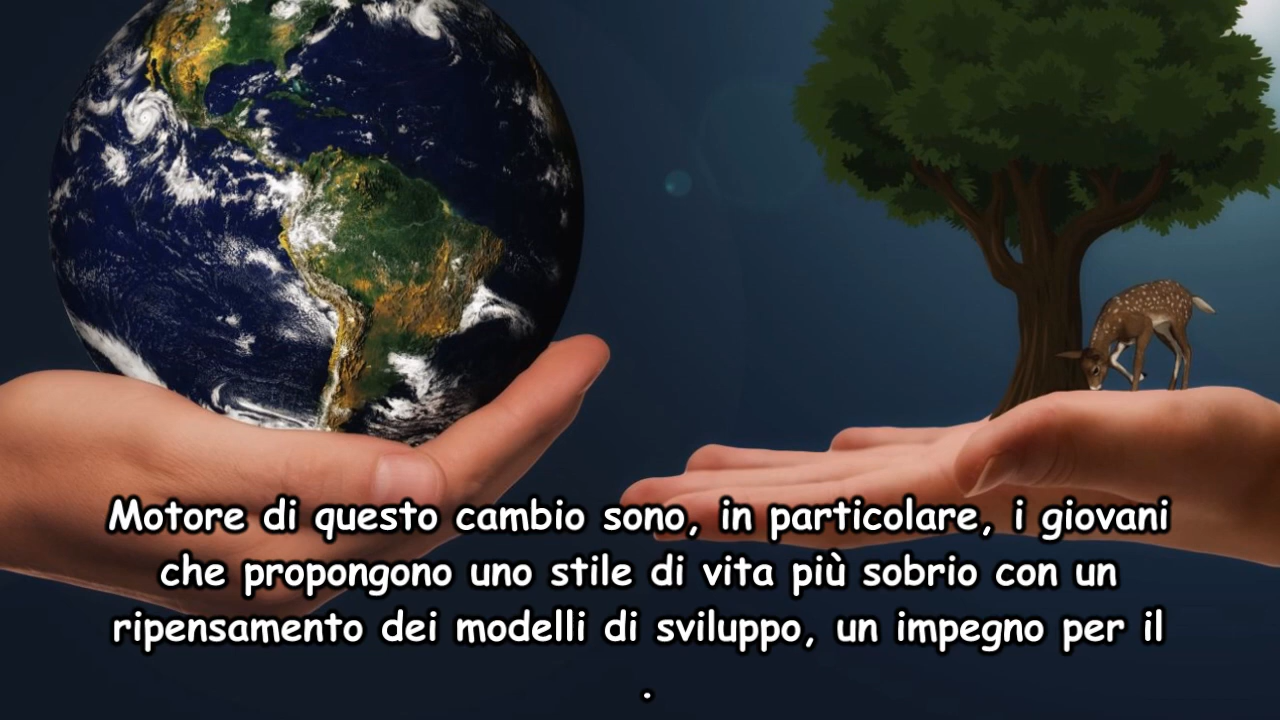 Motore di questo cambio sono, in particolare, i giovani
che propongono uno stile di vita più sobrio con un
ripensamento dei modelli di sviluppo, un impegno per il
.